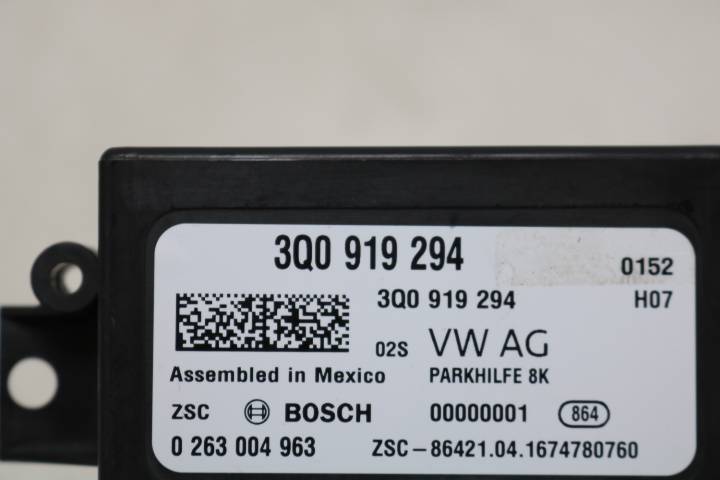 3Q0 919 294
0152
3Q0 919 294 H07
02S VW AG
Assembled in Mexico PARKHILFE 8K
ZSC BOSCH 00000001 864
0 263 004 963 ZSC-86421.04.1674780760